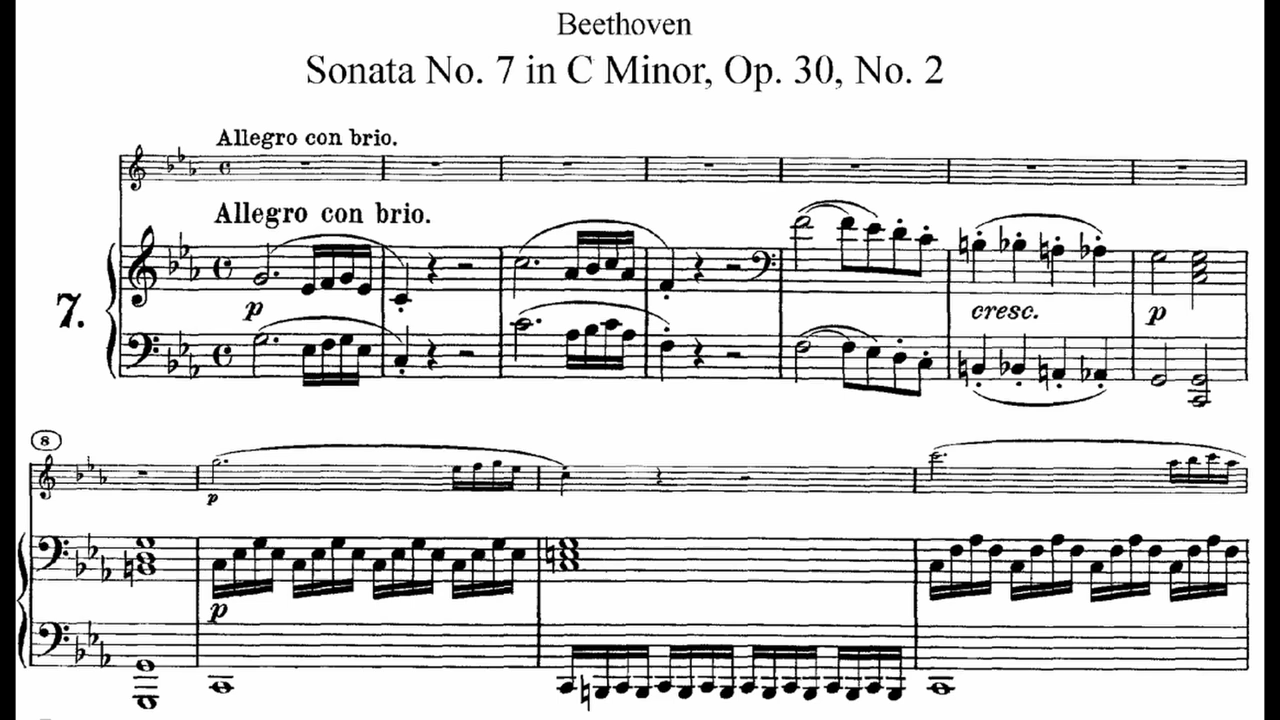 Beethoven
Sonata No. 7 in C Minor, Op. 30, No. 2
Allegro con brio.
Allegro con brio.
7.
p
cresc.
p
8
p
p